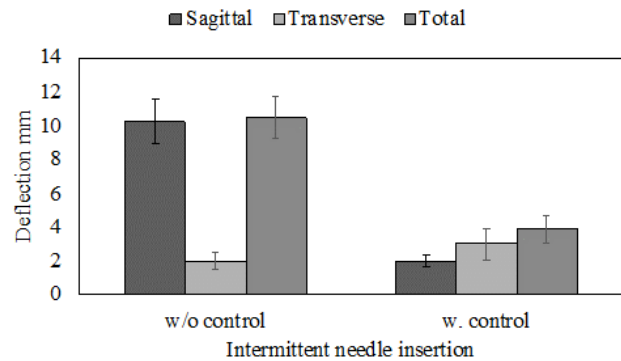 Sagittal Transverse Total
14
12
10
8
6
4
2
0
Deflection mm
w/o control w. control
Intermittent needle insertion